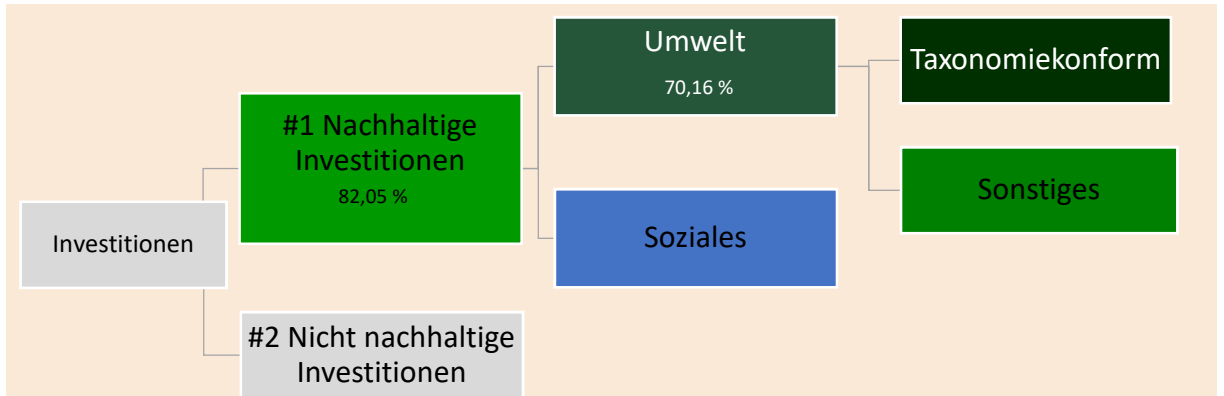 Investitionen
#1 Nachhaltige
Investitionen
82,05 %
#2 Nicht nachhaltige
Investitionen
Umwelt
70,16 %
Soziales
Taxonomiekonform
Sonstiges